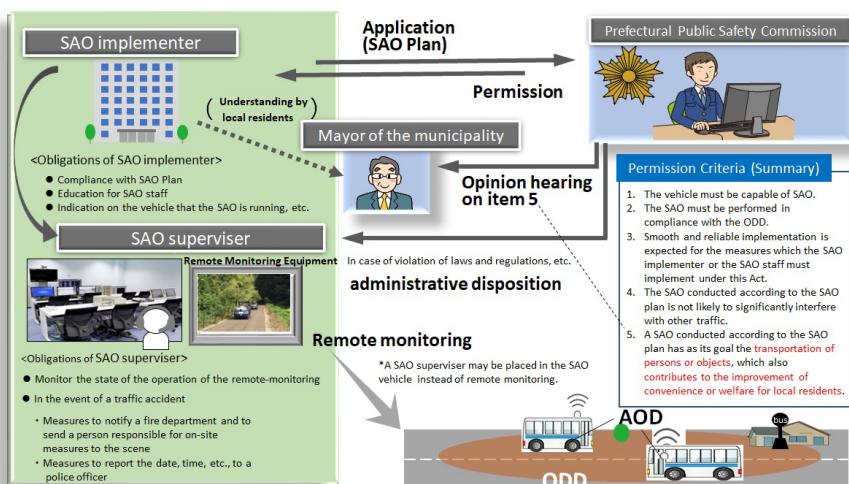 SAO implementer
Application
(SAO Plan)
Permission
Prefectural Public Safety Commission
( Understanding by
local residents )
Mayor of the municipality
<Obligations of SAO implementer>
● Compliance with SAO Plan
● Education for SAO staff
● Indication on the vehicle that the SAO is running, etc.
Opinion hearing
on item 5
Permission Criteria (Summary)
1. The vehicle must be capable of SAO.
2. The SAO must be performed in
compliance with the ODD.
3. Smooth and reliable implementation is
expected for the measures which the SAO
implementer or the SAO staff must
implement under this Act.
4. The SAO conducted according to the SAO
plan is not likely to significantly interfere
with other traffic.
5. A SAO conducted according to the SAO
plan has as its goal the transportation of
persons or objects, which also
contributes to the improvement of
convenience or welfare for local residents.
SAO superviser
Remote Monitoring Equipment
In case of violation of laws and regulations, etc.
administrative disposition
Remote monitoring
*A SAO supervisor may be placed in the SAO
vehicle instead of remote monitoring.
<Obligations of SAO superviser>
● Monitor the state of the operation of the remote-monitoring
● In the event of a traffic accident
・Measures to notify a fire department and to
send a person responsible for on-site
measures to the scene
・Measures to report the date, time, etc., to a
police officer
AOD
bus
ODD